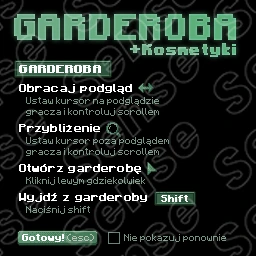 GARDEROBA
+Kosmetyki
GARDEROBA
Obracaj podgląd
Ustaw kursor na podglądzie
gracza i kontroluj scrollem
Przybliżenie
Ustaw kursor poza podglądem
gracza i kontroluj scrollem
Otwórz garderobę
Kliknij lewym gdziekolwiek
Wyjdź z garderoby Shift
Naciśnij shift
Gotowy!(esc) Nie pokazuj ponownie